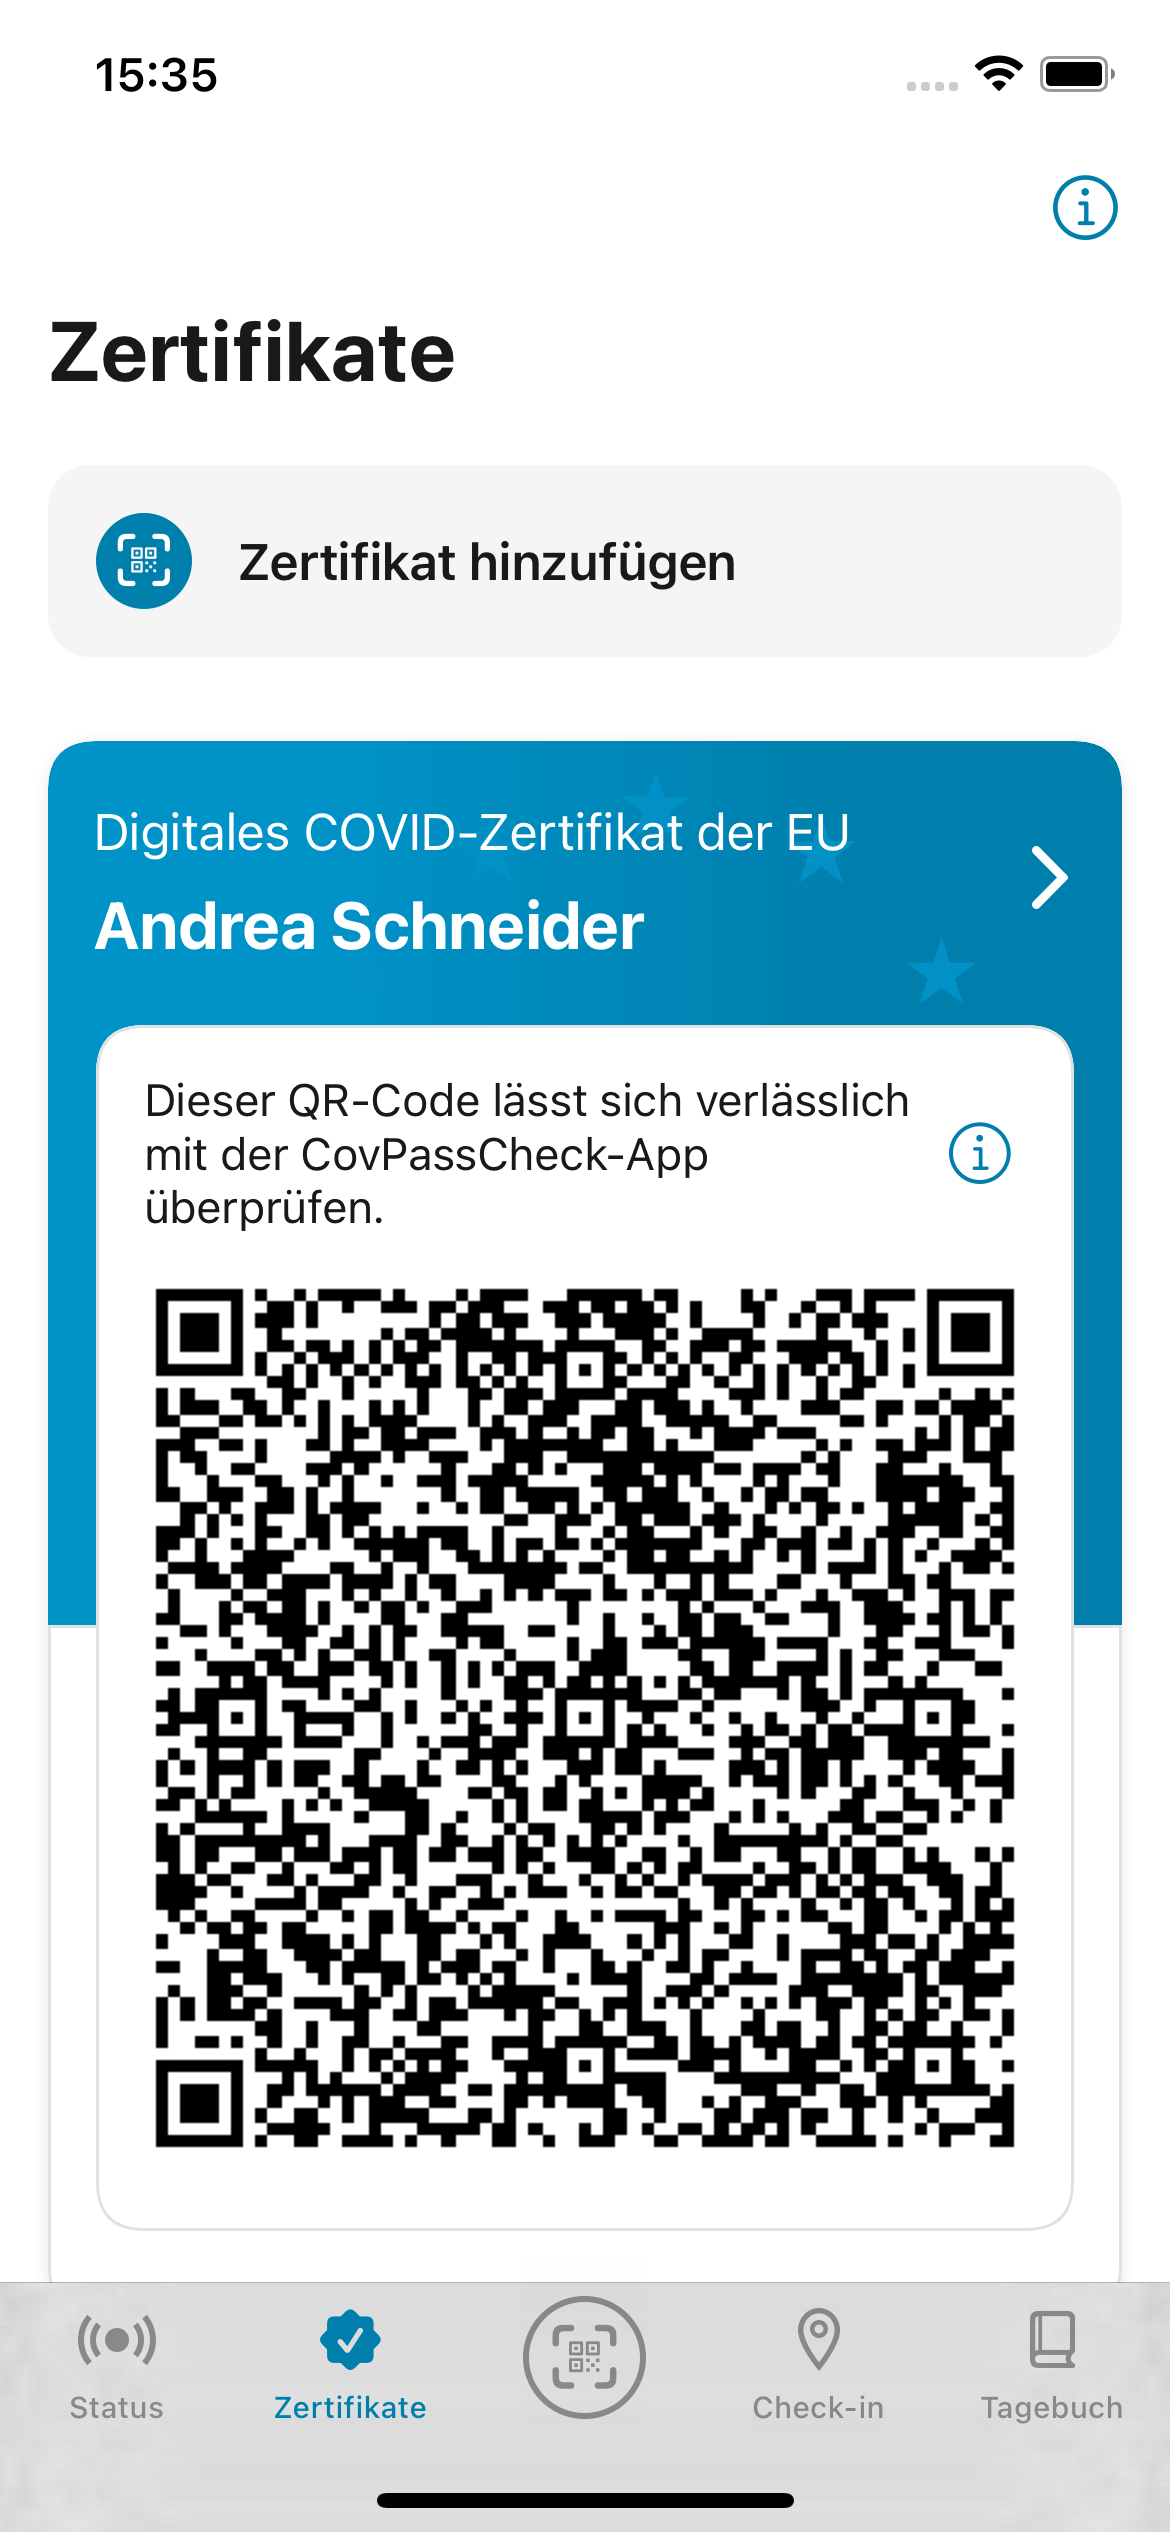 15:35
Zertifikate
Zertifikat hinzufügen
Digitales COVID-Zertifikat der EU
Andrea Schneider
Dieser QR-Code lässt sich verlässlich
mit der CovPassCheck-App
überprüfen.
Status
Zertifikate
Check-in
Tagebuch